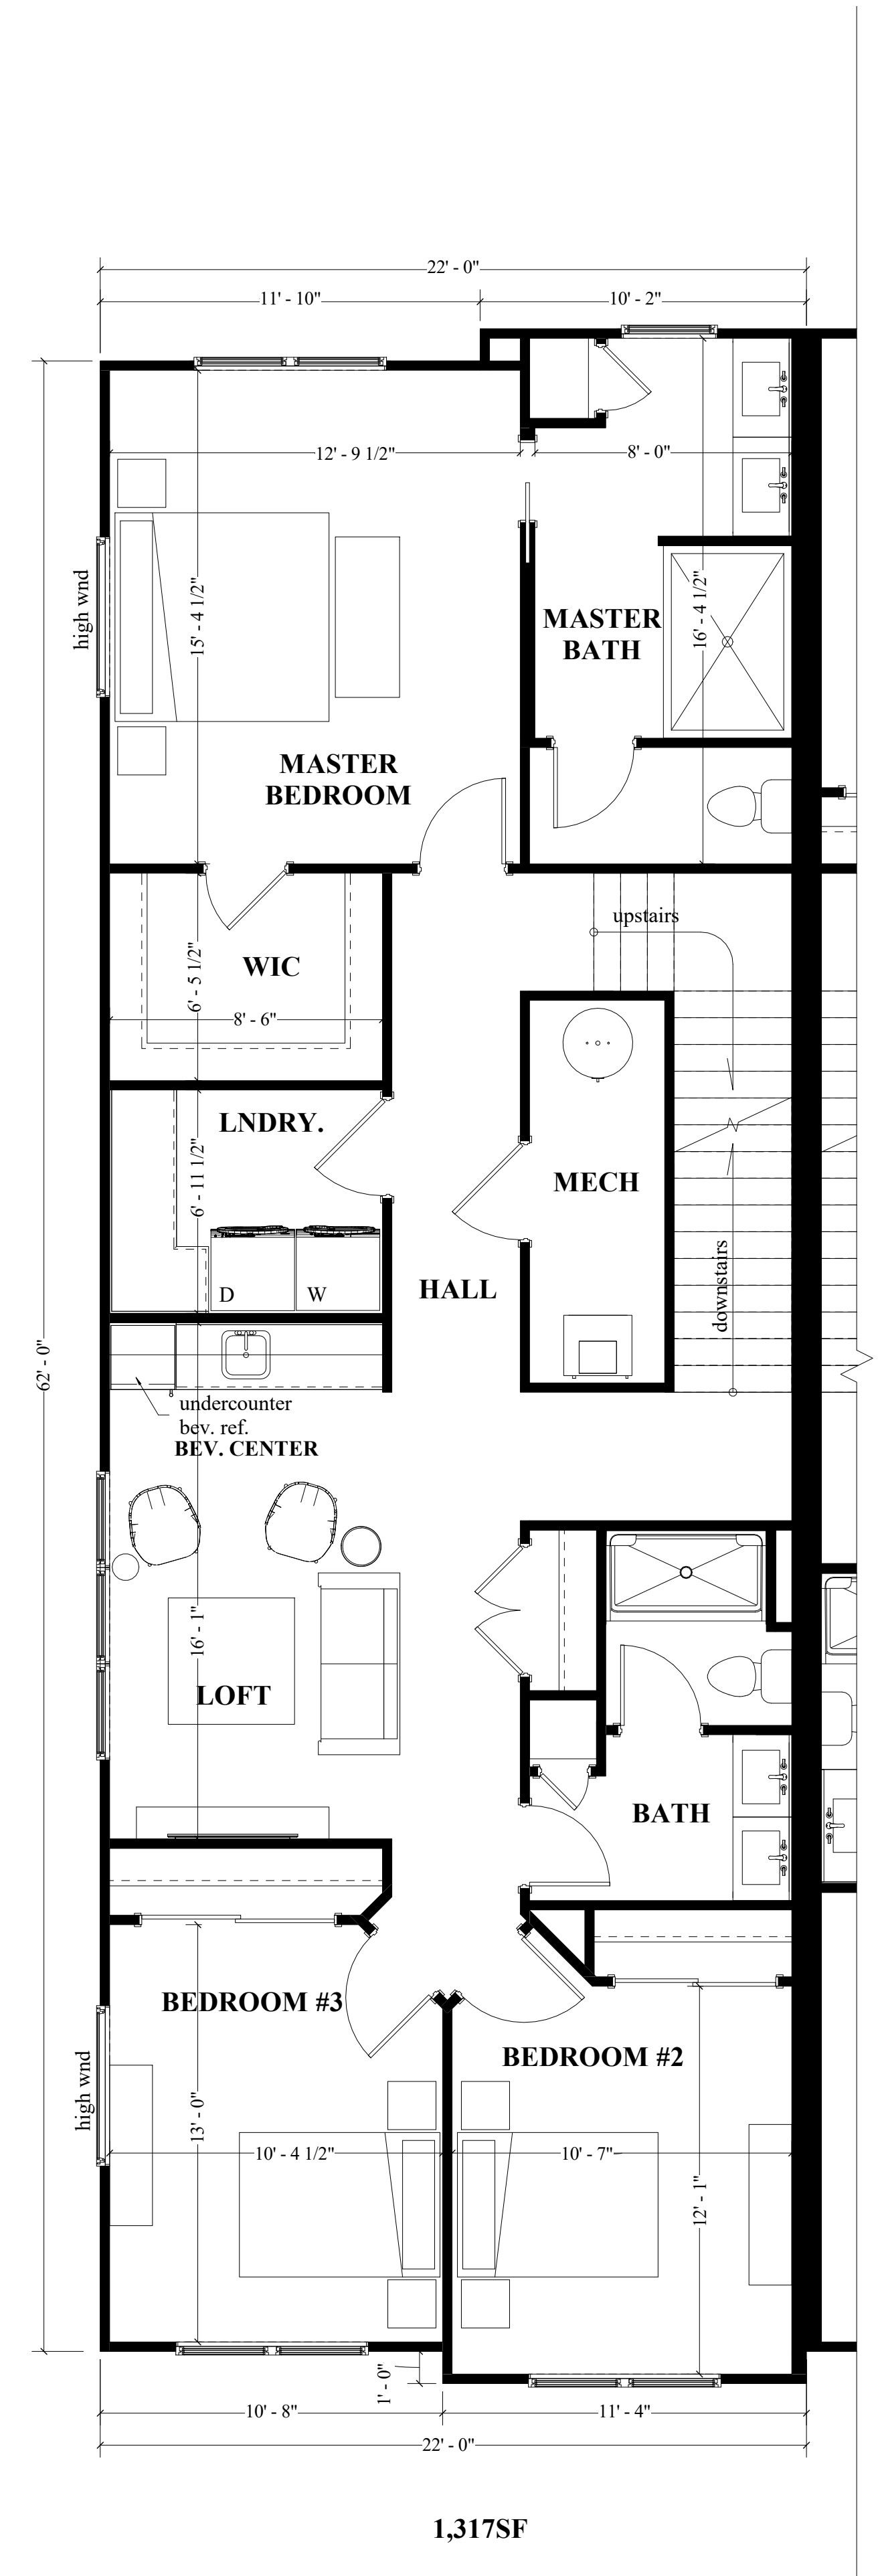 22' - 0"
11' - 10"
10' - 2"
12' - 9 1/2"
8' - 0"
high wnd
15' - 4 1/2"
16' - 4 1/2"
MASTER
BATH
MASTER
BEDROOM
upstairs
WIC
6' - 5 1/2"
8' - 6"
LNDRY.
6' - 11 1/2"
MECH
D
W
HALL
downstairs
62' - 0"
undercounter
bev. ref.
BEV. CENTER
16' - 1"
LOFT
BATH
BEDROOM #3
BEDROOM #2
high wnd
13' - 0"
10' - 4 1/2"
10' - 7"
12' - 1"
1' - 0"
10' - 8"
11' - 4"
22' - 0"
1,317SF